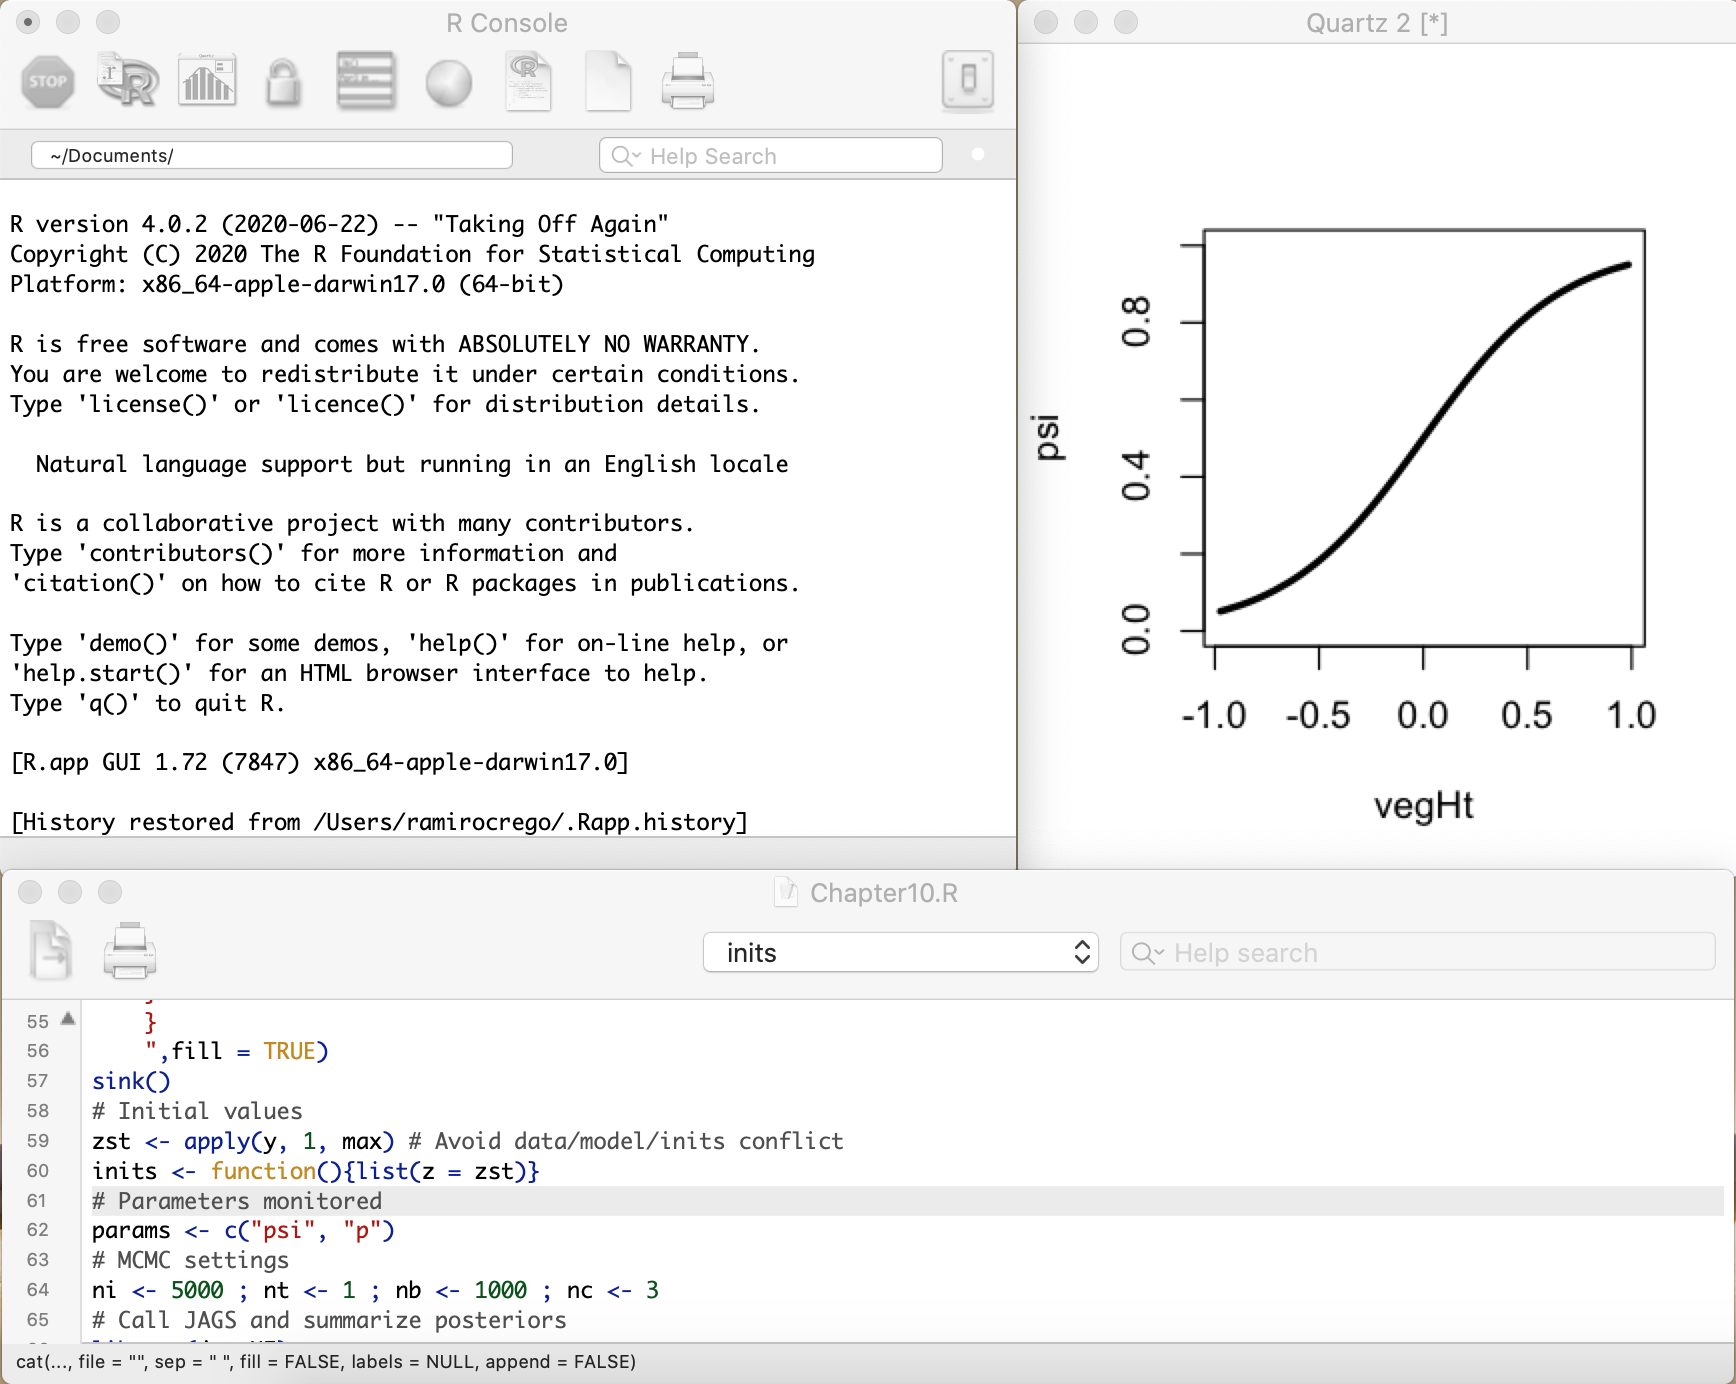 R Console
STOP
~/Documents/
Help Search
R version 4.0.2 (2020-06-22) -- "Taking Off Again"
Copyright (C) 2020 The R Foundation for Statistical Computing
Platform: x86_64-apple-darwin17.0 (64-bit)
R is free software and comes with ABSOLUTELY NO WARRANTY.
You are welcome to redistribute it under certain conditions.
Type 'license()' or 'licence()' for distribution details.
Natural language support but running in an English locale
R is a collaborative project with many contributors.
Type 'contributors()' for more information and
'citation()' on how to cite R or R packages in publications.
Type 'demo()' for some demos, 'help()' for on-line help, or
'help.start()' for an HTML browser interface to help.
Type 'q()' to quit R.
[R.app GUI 1.72 (7847) x86_64-apple-darwin17.0]
[History restored from /Users/ramirocrego/.Rapp.history]
Quartz 2 [*]
psi
0.8
0.4
0.0
-1.0 -0.5 0.0 0.5 1.0
vegHt
Chapter10.R
inits
Help search
55 }
56 ",fill = TRUE)
57 sink()
58 # Initial values
59 zst <- apply(y, 1, max) # Avoid data/model/inits conflict
60 inits <- function(){list(z = zst)}
61 # Parameters monitored
62 params <- c("psi", "p")
63 # MCMC settings
64 ni <- 5000 ; nt <- 1 ; nb <- 1000 ; nc <- 3
65 # Call JAGS and summarize posteriors
cat(..., file = "", sep = " ", fill = FALSE, labels = NULL, append = FALSE)